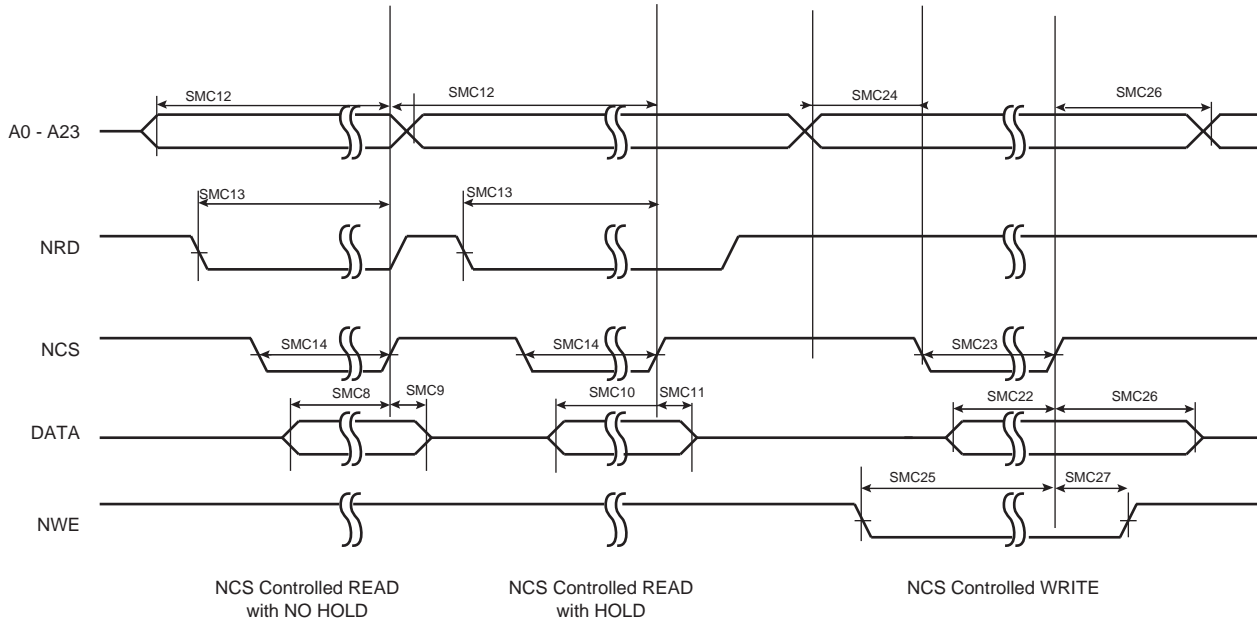 SMC12
SMC12
SMC24
SMC26
A0 - A23
SMC13
SMC13
NRD
NCS
SMC14
SMC14
SMC23
SMC8
SMC9
SMC10
SMC11
SMC22
SMC26
DATA
SMC25
SMC27
NWE
NCS Controlled READ
with NO HOLD
NCS Controlled READ
with HOLD
NCS Controlled WRITE